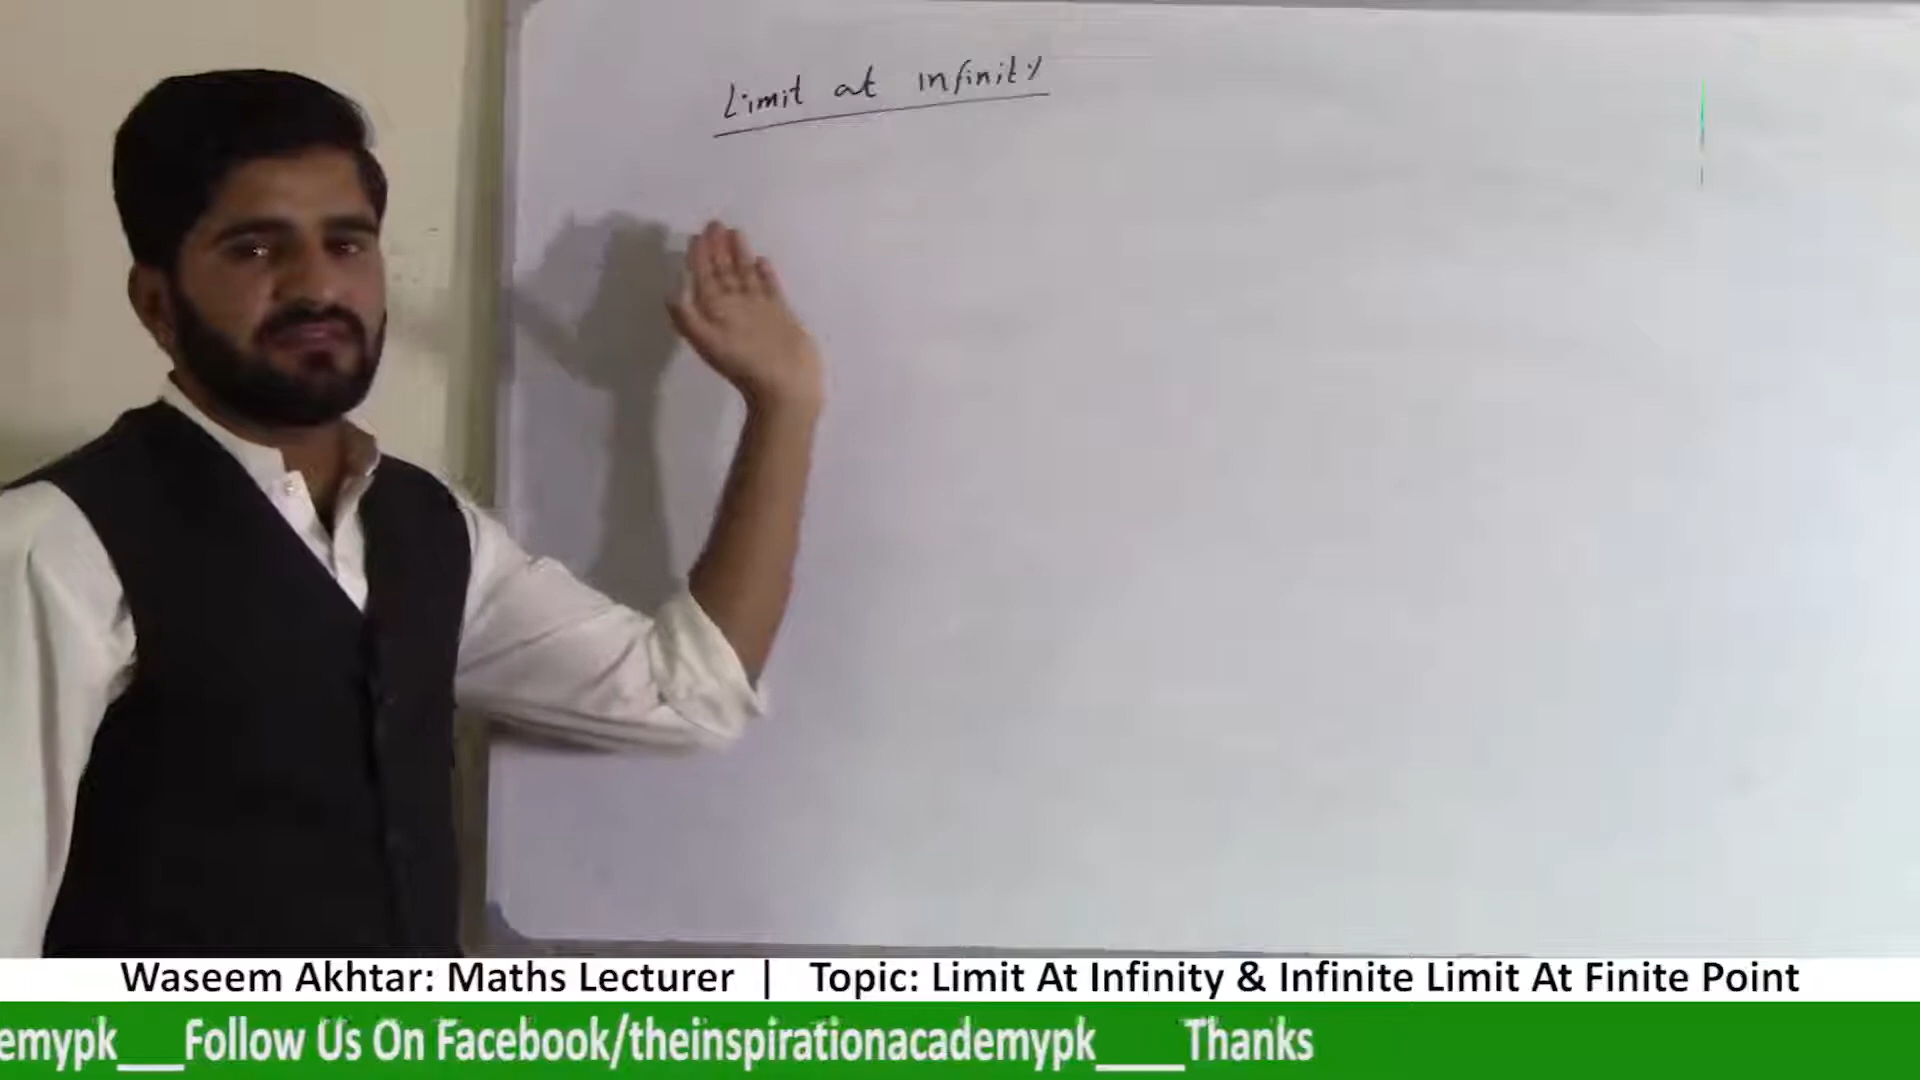 Limit at infinity
Waseem Akhtar: Maths Lecturer | Topic: Limit At Infinity & Infinite Limit At Finite Point
emypk___Follow Us On Facebook/theinspirationacademypk____Thanks